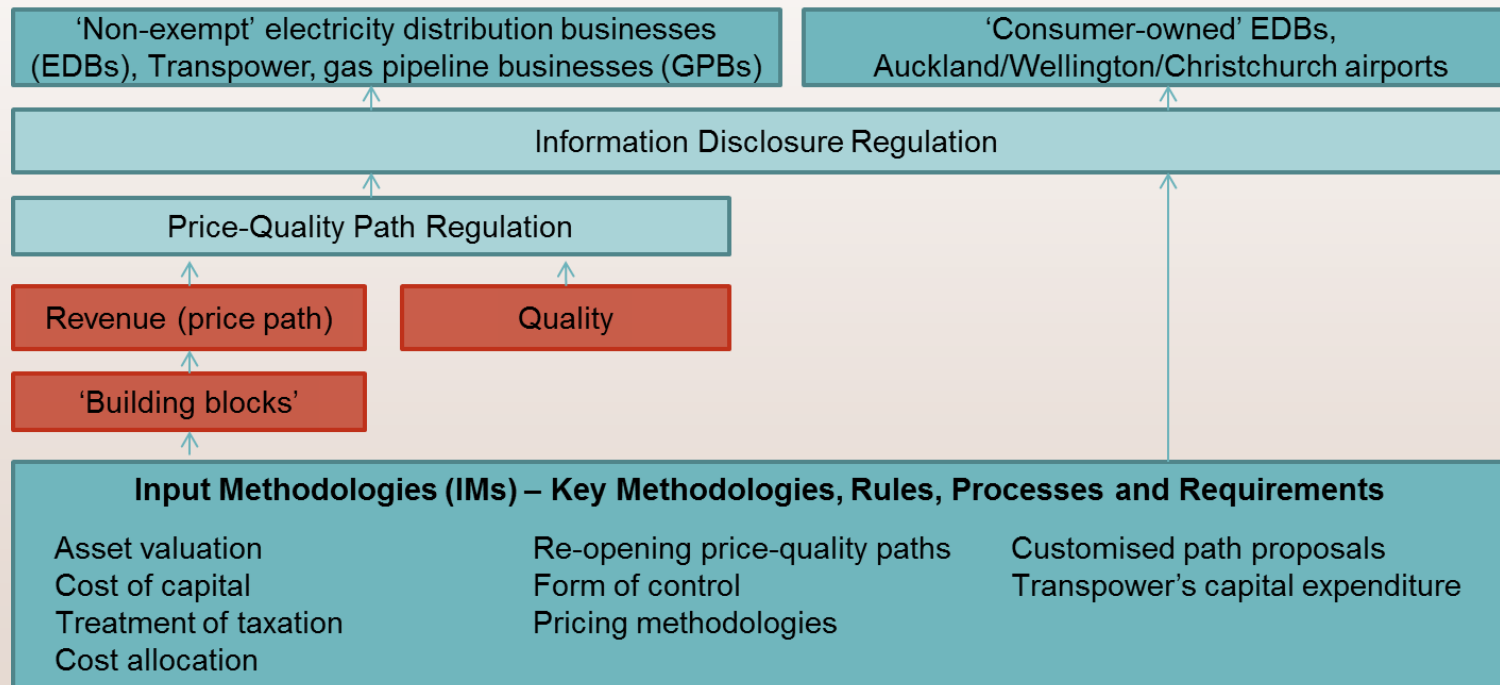 ‘Non-exempt’ electricity distribution businesses
(EDBs), Transpower, gas pipeline businesses (GPBs)
‘Consumer-owned’ EDBs,
Auckland/Wellington/Christchurch airports
Information Disclosure Regulation
Price-Quality Path Regulation
Revenue (price path)
Quality
‘Building blocks’
Input Methodologies (IMs) – Key Methodologies, Rules, Processes and Requirements
Asset valuation
Cost of capital
Treatment of taxation
Cost allocation
Re-opening price-quality paths
Form of control
Pricing methodologies
Customised path proposals
Transpower’s capital expenditure